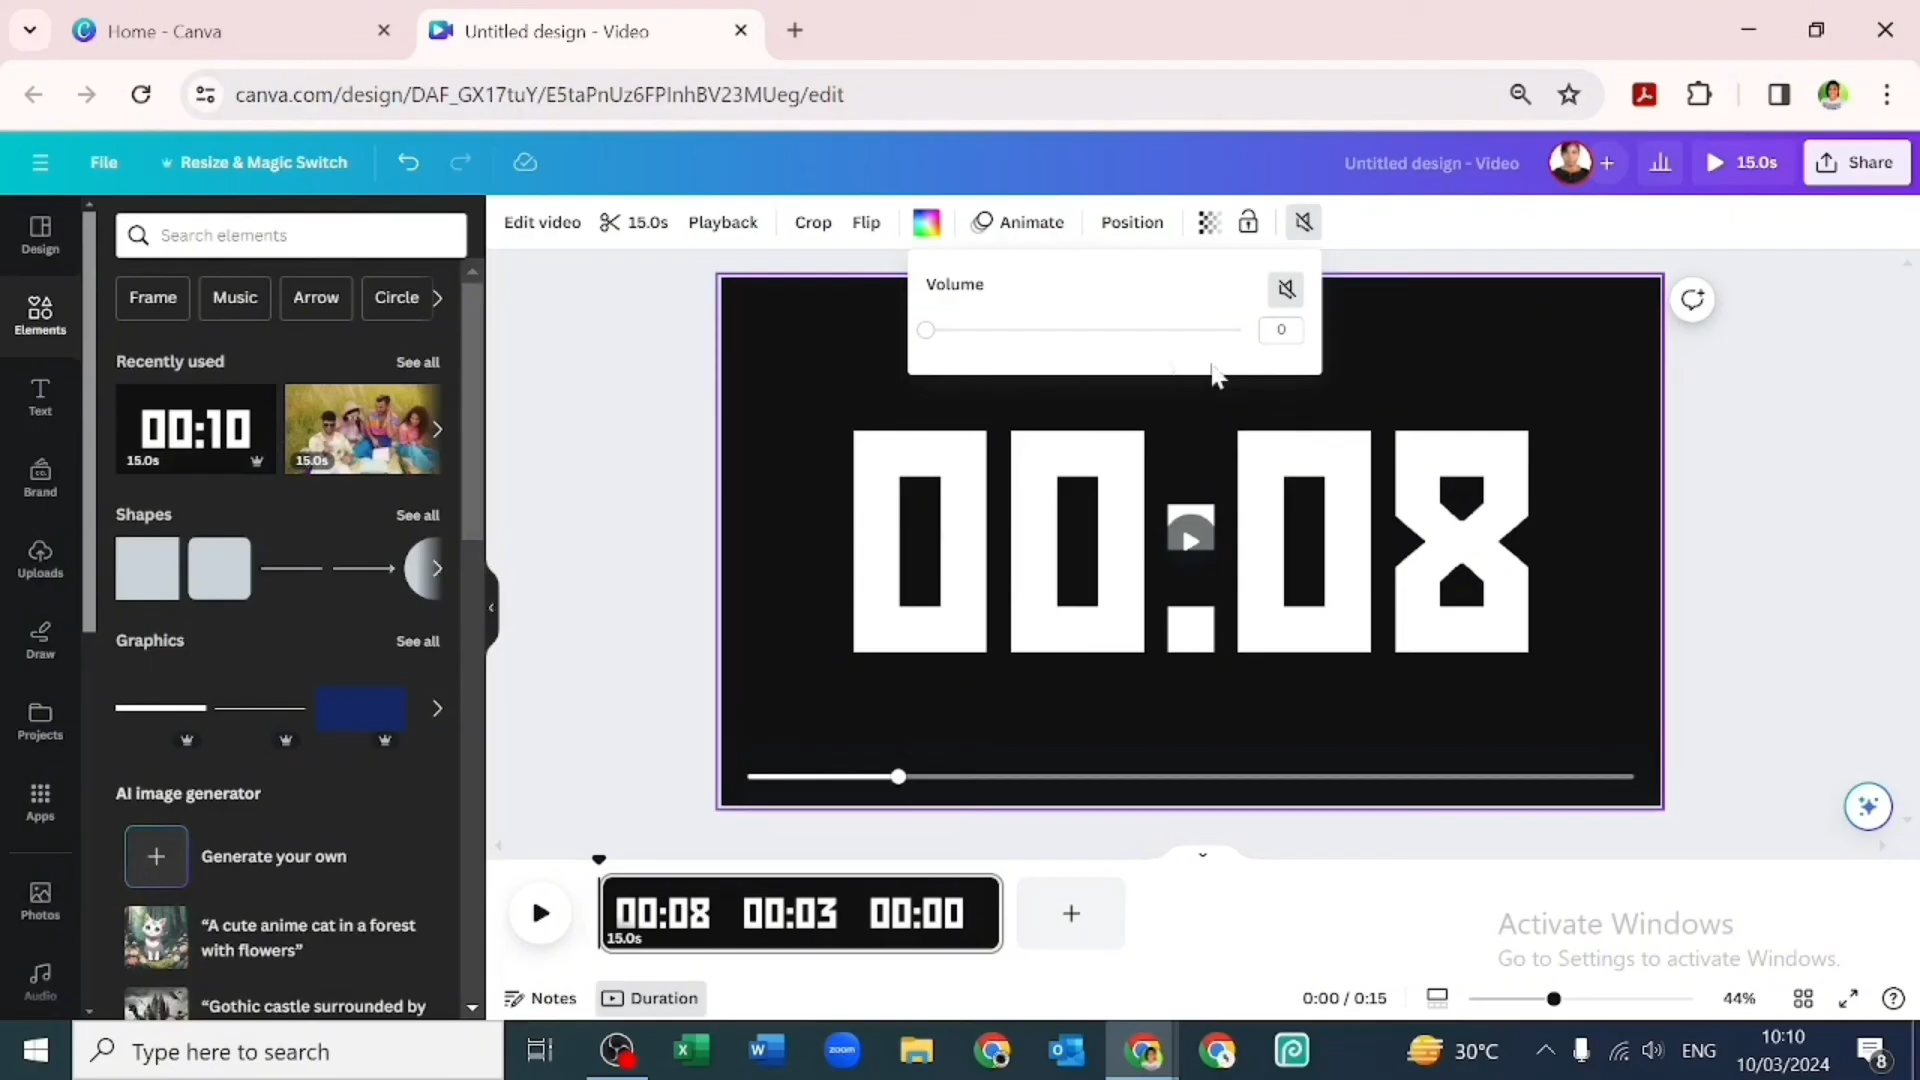 Home - Canva
Untitled design - Video
canva.com/design/DAF_GX17tuY/E5taPnUz6FPInhBV23MUeg/edit
File
Resize & Magic Switch
Untitled design - Video
15.0s
Share
Design
Elements
Text
Brand
Uploads
Draw
Projects
Apps
Photos
Audio
Search elements
Frame
Music
Arrow
Circle
Recently used
See all
00:10
15.0s
15.0s
Shapes
See all
Graphics
See all
AI image generator
Generate your own
“A cute anime cat in a forest
with flowers”
“Gothic castle surrounded by
Edit video
15.0s
Playback
Crop
Flip
Animate
Position
Volume
0
00:08
00:08 00:03 00:00
15.0s
Activate Windows
Go to Settings to activate Windows.
Notes
Duration
0:00 / 0:15
44%
Type here to search
zoom
30°C
ENG
10:10
10/03/2024
8